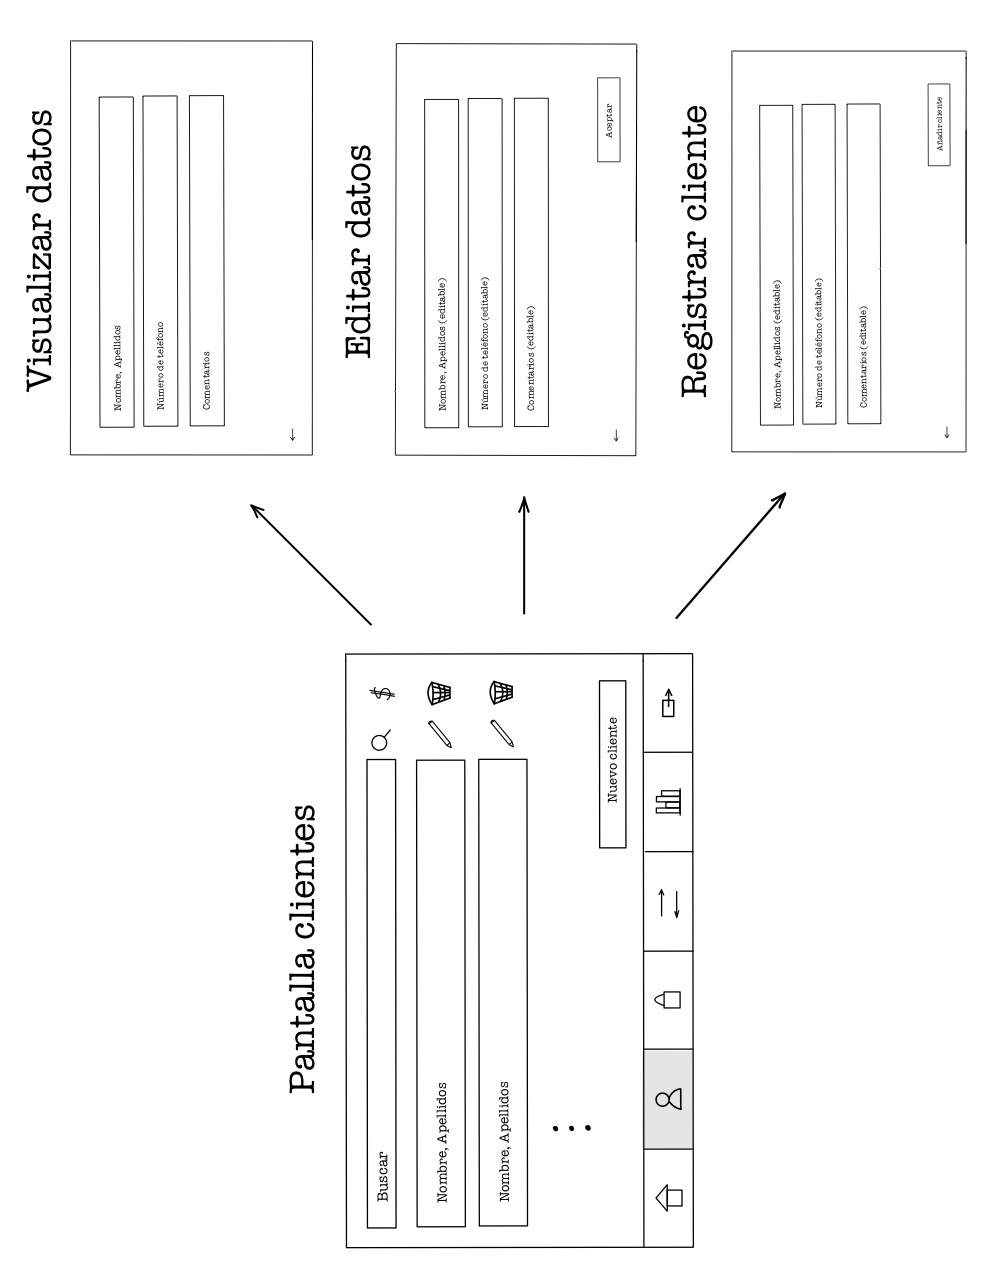 Visualizar datos
Nombre, Apellidos
Número de teléfono
Comentarios
Pantalla clientes
Buscar
$
Nombre, Apellidos
Nombre, Apellidos
Nuevo cliente
Editar datos
Nombre, Apellidos (editable)
Número de teléfono (editable)
Comentarios (editable)
Aceptar
Registrar cliente
Nombre, Apellidos (editable)
Número de teléfono (editable)
Comentarios (editable)
Añadir cliente